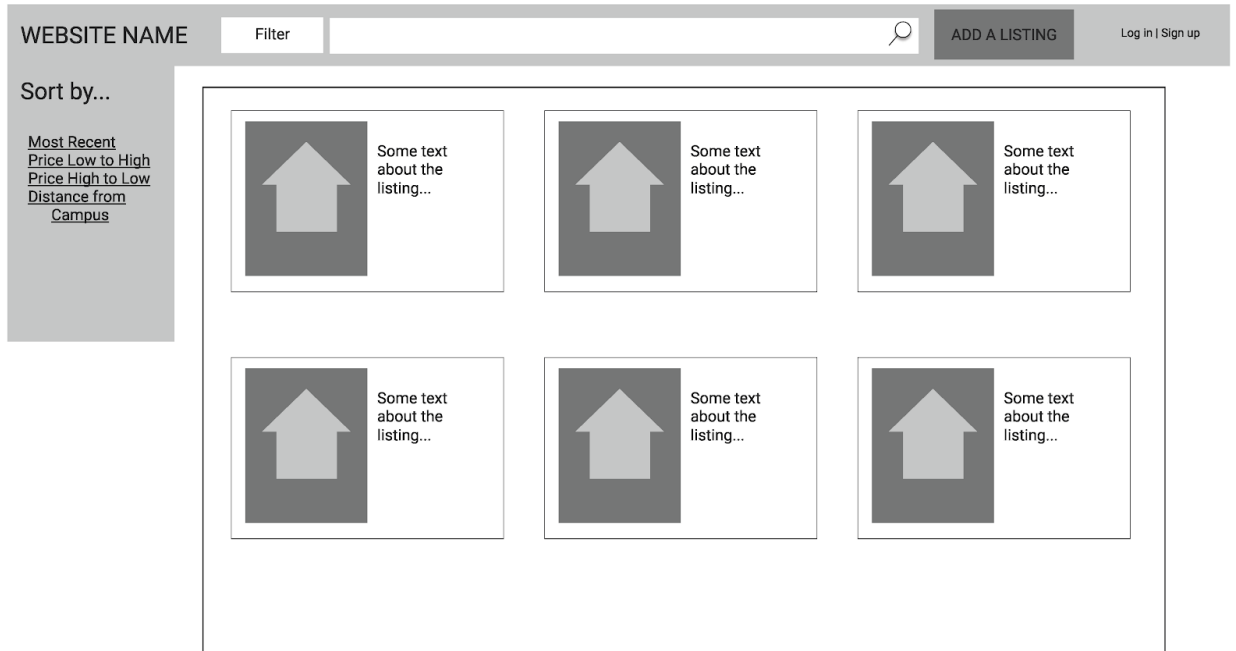 WEBSITE NAME
Filter
ADD A LISTING
Log in | Sign up
Sort by...
Most Recent
Price Low to High
Price High to Low
Distance from
Campus
Some text
about the
listing...
Some text
about the
listing...
Some text
about the
listing...
Some text
about the
listing...
Some text
about the
listing...
Some text
about the
listing...